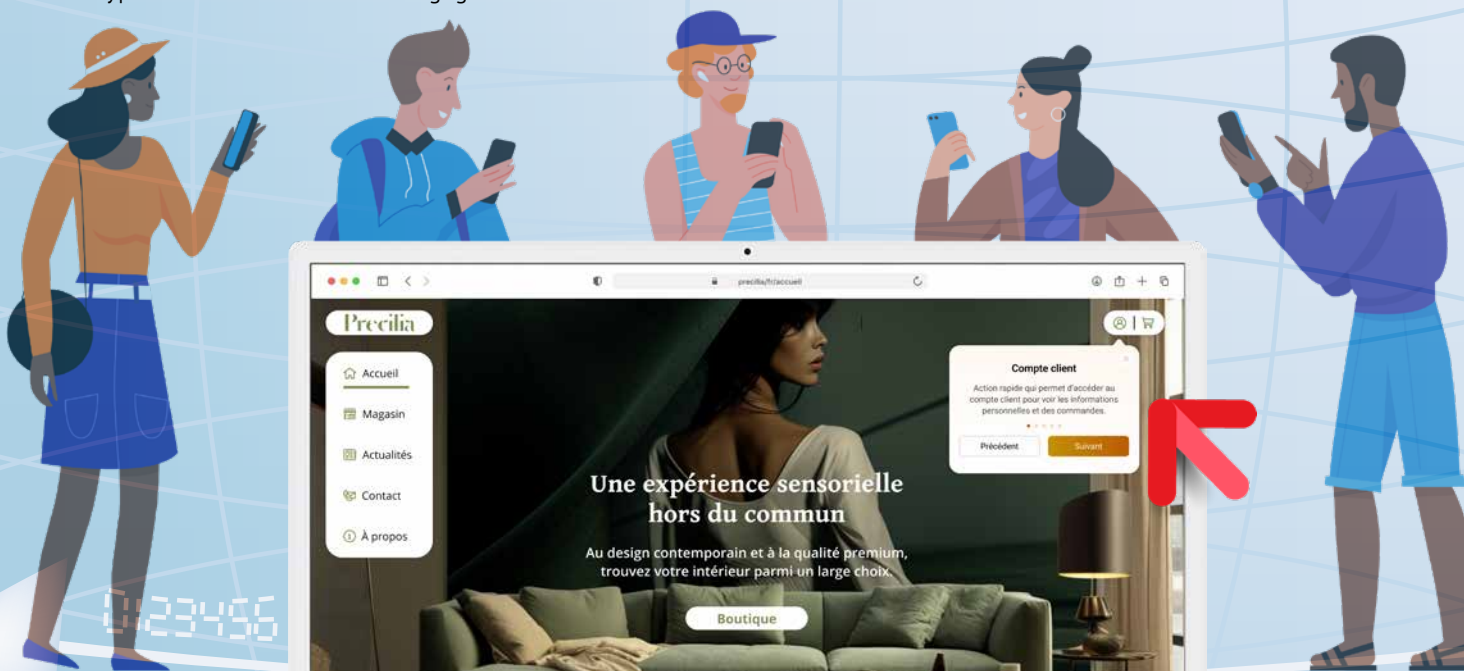 precilia/fr/accueil
Precilia
Accueil
Magasin
Actualités
Contact
À propos
Compte client
Action rapide qui permet d'accéder au
compte client pour voir les informations
personnelles et des commandes.
Précédent
Suivant
Une expérience sensorielle
hors du commun
Au design contemporain et à la qualité premium,
trouvez votre intérieur parmi un large choix.
Boutique
0123456